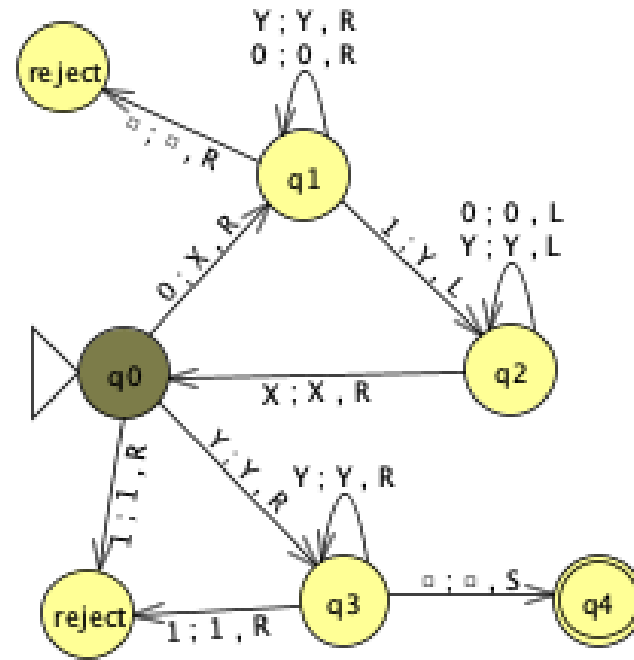 Y;Y,R
0;0,R
reject
¤;¤,R
q1
0;0,L
Y;Y,L
0;X,R
1;Y,L
q0
q2
X;X,R
Y;Y,R
1;1,R
Y;Y,R
¤;¤,S
reject
q3
q4
1;1,R